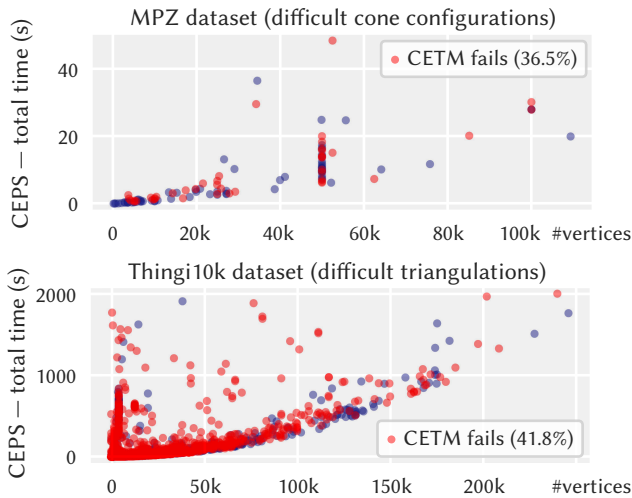 MPZ dataset (difficult cone configurations)
CEPS — total time (s)
40
20
0
CETM fails (36.5%)
0 20k 40k 60k 80k 100k #vertices
Thingi10k dataset (difficult triangulations)
CEPS — total time (s)
2000
1000
0
CETM fails (41.8%)
0 50k 100k 150k 200k #vertices